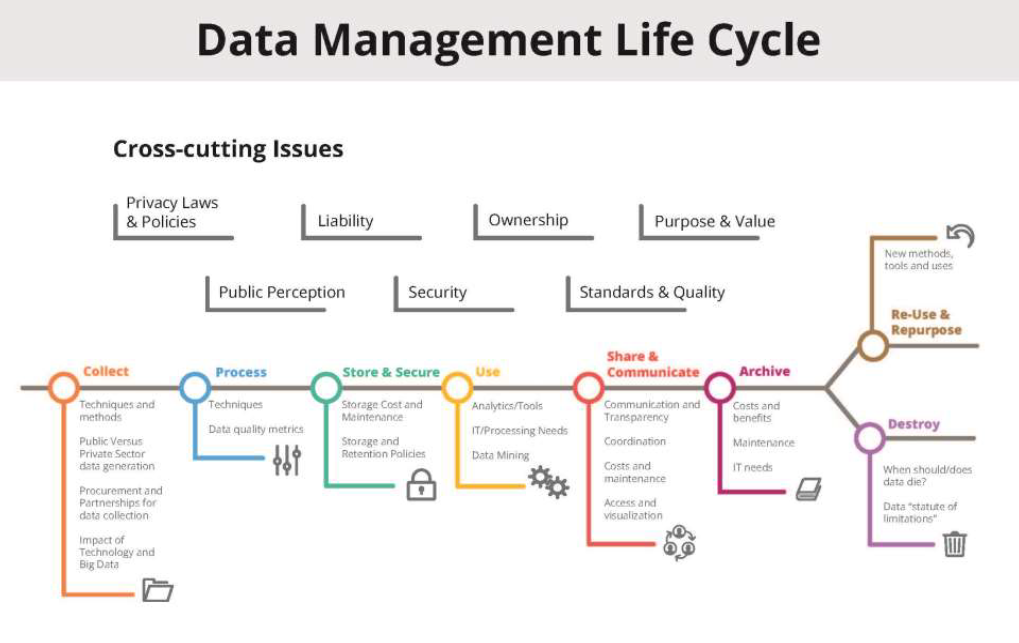 Data Management Life Cycle
Cross-cutting Issues
Privacy Laws
& Policies
Liability
Ownership
Purpose & Value
Public Perception
Security
Standards & Quality
Collect
Techniques and
methods
Public Versus
Private Sector
data generation
Procurement and
Partnerships for
data collection
Impact of
Technology and
Big Data
Process
Techniques
Data quality metrics
Store & Secure
Storage Cost and
Maintenance
Storage and
Retention Policies
Use
Analytics/Tools
IT/Processing Needs
Data Mining
Share &
Communicate
Communication and
Transparency
Coordination
Costs and
maintenance
Access and
visualization
Archive
Costs and
benefits
Maintenance
IT needs
New methods,
tools and uses
Re-Use &
Repurpose
Destroy
When should/does
data die?
Data “statute of
limitations”